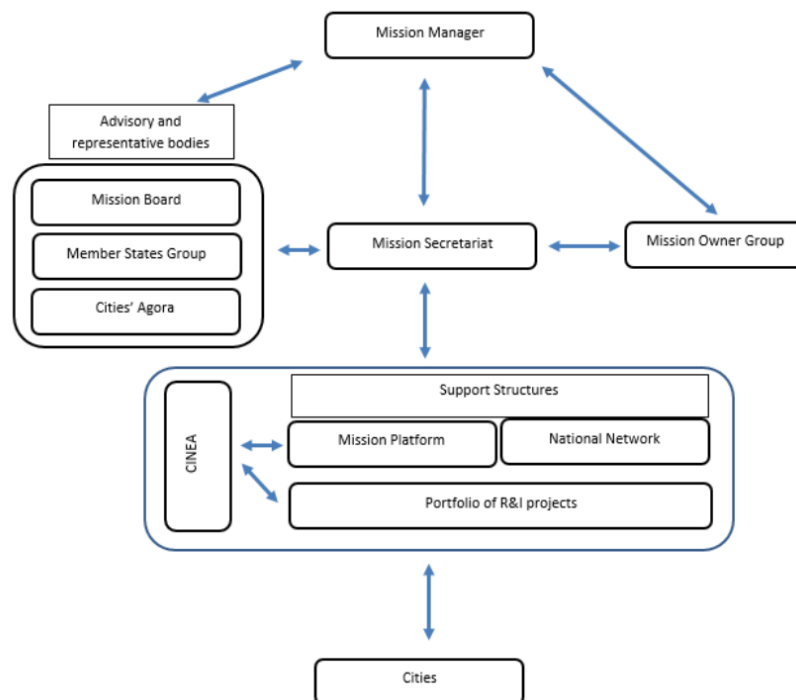 Mission Manager
Advisory and
representative bodies
Mission Board
Member States Group
Cities' Agora
Mission Secretariat
Mission Owner Group
CINEA
Support Structures
Mission Platform
National Network
Portfolio of R&I projects
Cities